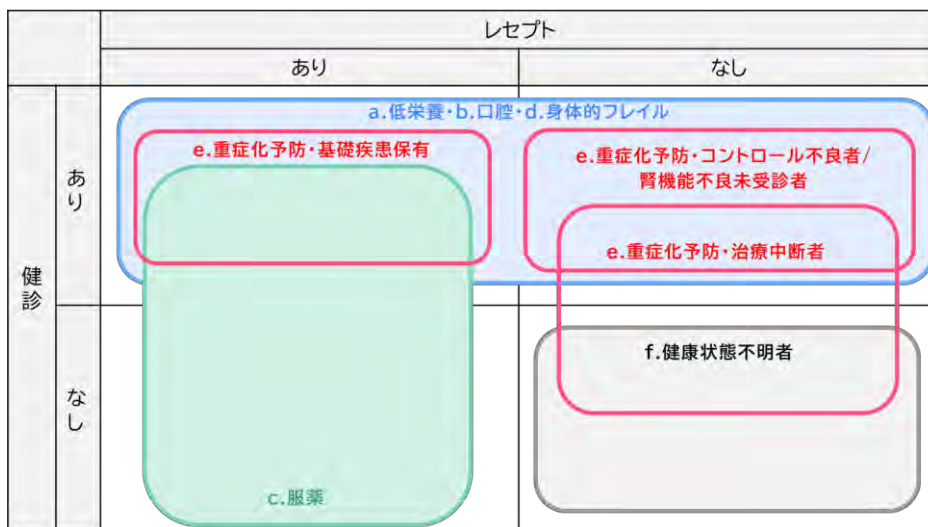 レセプト
あり
なし
健診
あり
a.低栄養・b.口腔・d.身体的フレイル
e.重症化予防・基礎疾患保有
e.重症化予防・コントロール不良者/
腎機能不良未受診者
e.重症化予防・治療中断者
なし
f.健康状態不明者
c.服薬